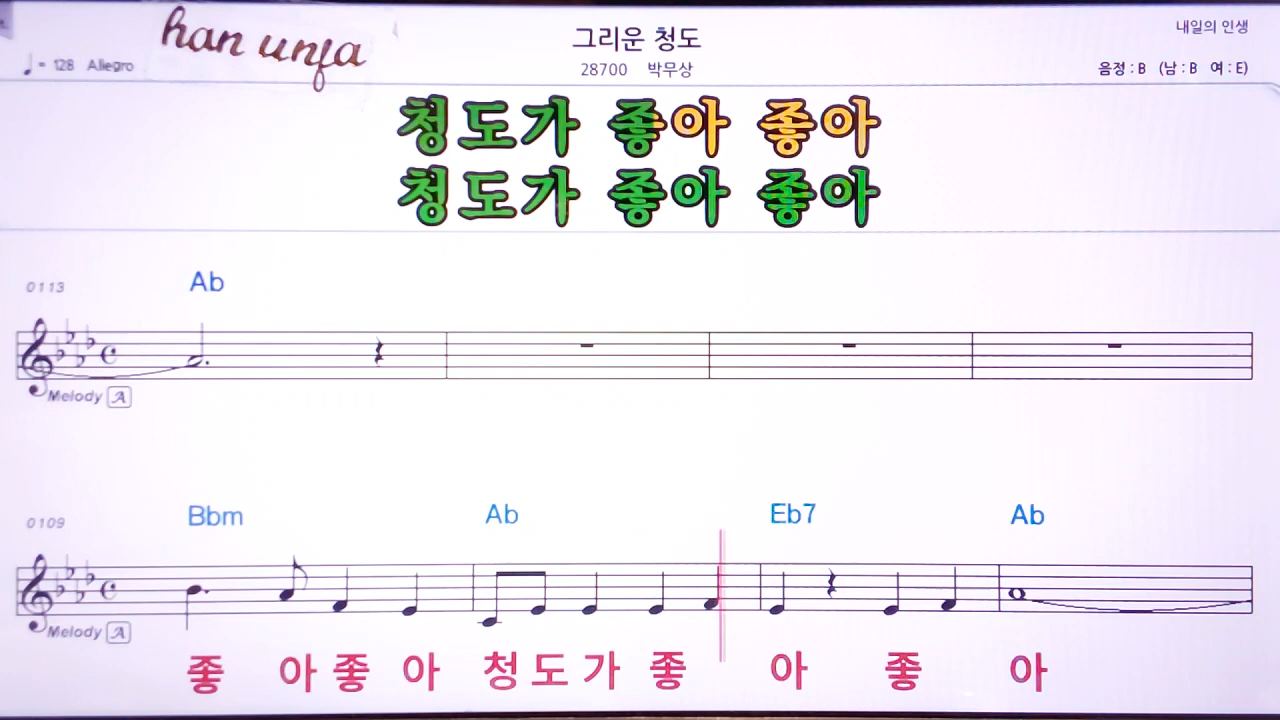 han unfa
그리운 청도
내일의 인생
♩= 128 Allegro
28700 박무상
음정 : B (남 : B 여 : E)
청도가 좋아 좋아
청도가 좋아 좋아
0113 Ab
Melody A
0109 Bbm Ab Eb7 Ab
Melody A
좋 아 좋 아 청 도 가 좋 아 좋 아